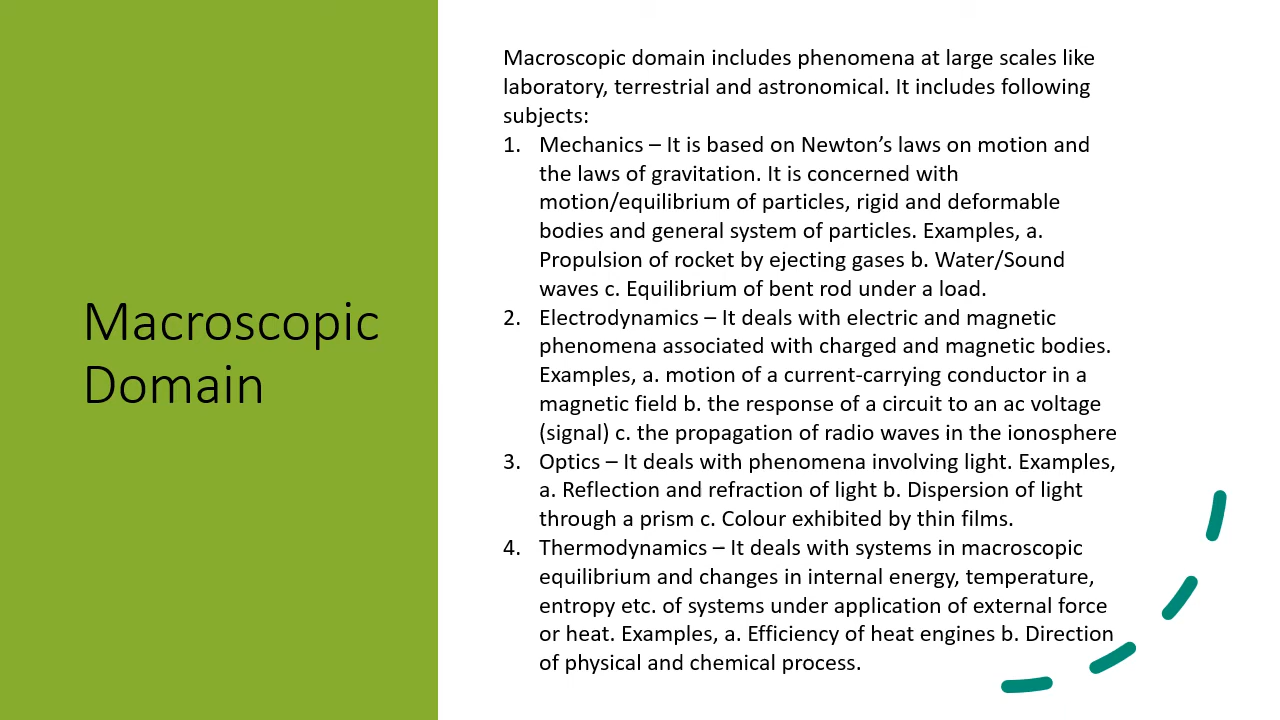 Macroscopic
Domain
Macroscopic domain includes phenomena at large scales like
laboratory, terrestrial and astronomical. It includes following
subjects:
1. Mechanics – It is based on Newton’s laws on motion and
the laws of gravitation. It is concerned with
motion/equilibrium of particles, rigid and deformable
bodies and general system of particles. Examples, a.
Propulsion of rocket by ejecting gases b. Water/Sound
waves c. Equilibrium of bent rod under a load.
2. Electrodynamics – It deals with electric and magnetic
phenomena associated with charged and magnetic bodies.
Examples, a. motion of a current-carrying conductor in a
magnetic field b. the response of a circuit to an ac voltage
(signal) c. the propagation of radio waves in the ionosphere
3. Optics – It deals with phenomena involving light. Examples,
a. Reflection and refraction of light b. Dispersion of light
through a prism c. Colour exhibited by thin films.
4. Thermodynamics – It deals with systems in macroscopic
equilibrium and changes in internal energy, temperature,
entropy etc. of systems under application of external force
or heat. Examples, a. Efficiency of heat engines b. Direction
of physical and chemical process.